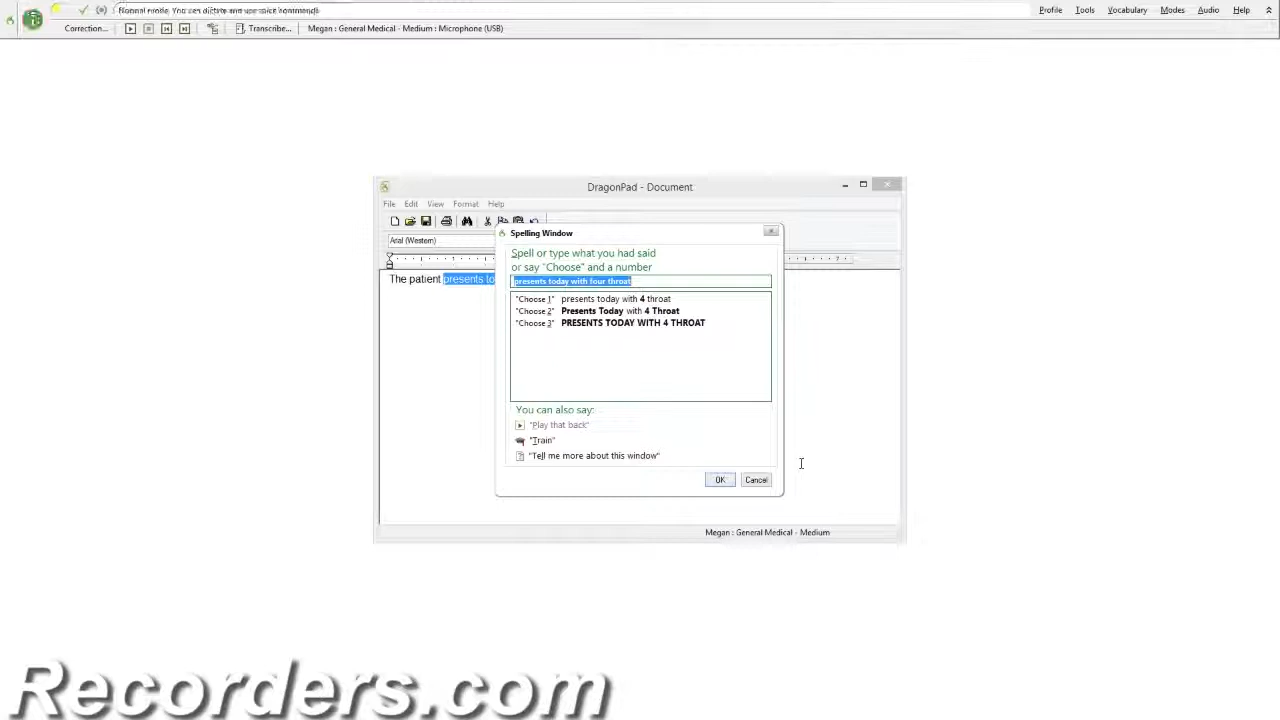 Normal mode: You can dictate and use voice commands
Profile Tools Vocabulary Modes Audio Help
Correction... Transcribe... Megan : General Medical - Medium : Microphone (USB)
DragonPad - Document
File Edit View Format Help
Spelling Window
Arial (Western)
Spell or type what you had said
or say "Choose" and a number
The patient presents to
presents today with four throat
"Choose 1" presents today with 4 throat
"Choose 2" Presents Today with 4 Throat
"Choose 3" PRESENTS TODAY WITH 4 THROAT
You can also say:
"Play that back"
"Train"
"Tell me more about this window"
OK Cancel
Megan : General Medical - Medium
Recorders.com